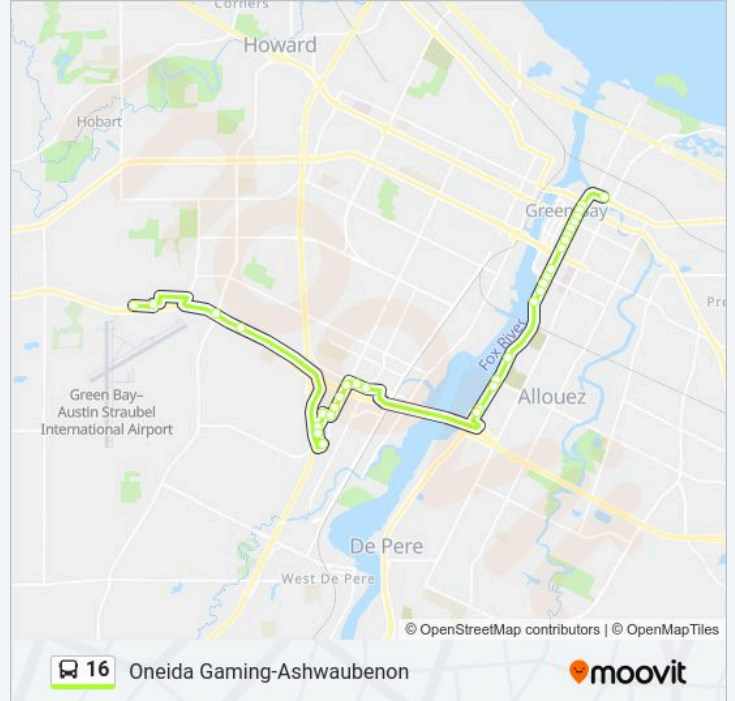 Corners
Howard
Hobart
Green Bay
Fox River
Green Bay–
Austin Straubel
International Airport
Allouez
De Pere
West De Pere
© OpenStreetMap contributors | © OpenMapTiles
16 Oneida Gaming-Ashwaubenon
moovit